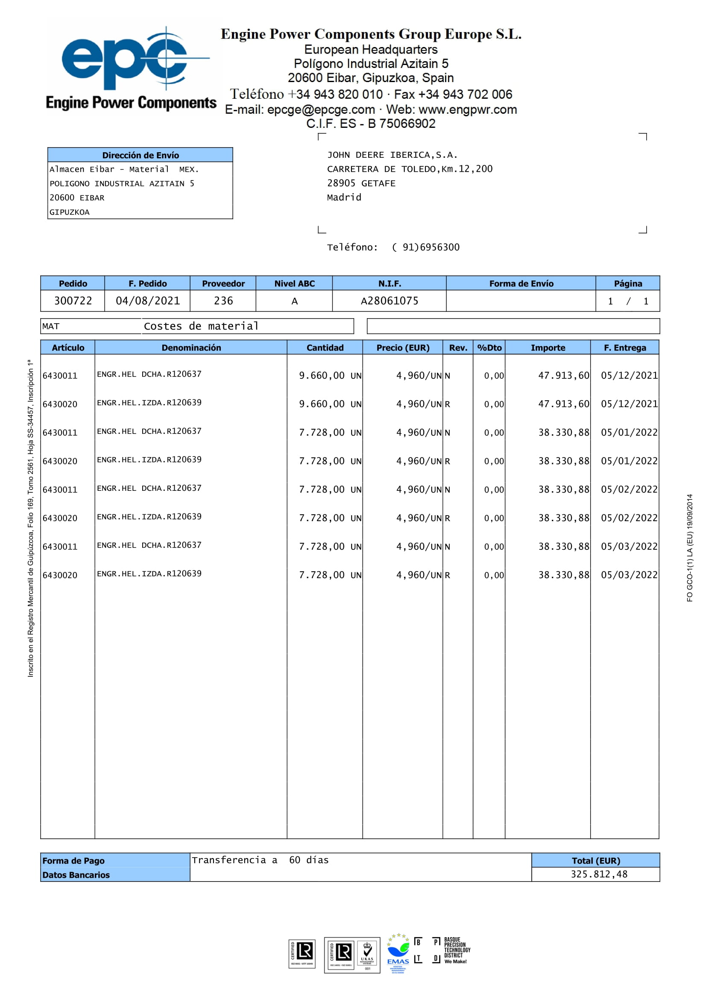 epc
Engine Power Components
Engine Power Components Group Europe S.L.
European Headquarters
Polígono Industrial Azitain 5
20600 Eibar, Gipuzkoa, Spain
Teléfono +34 943 820 010 · Fax +34 943 702 006
E-mail: epcge@epcge.com · Web: www.engpwr.com
C.I.F. ES - B 75066902
Dirección de Envío
Almacen Eibar - Material MEX.
POLIGONO INDUSTRIAL AZITAIN 5
20600 EIBAR
GIPUZKOA
JOHN DEERE IBERICA,S.A.
CARRETERA DE TOLEDO,Km.12,200
28905 GETAFE
Madrid
Teléfono: ( 91)6956300
Pedido F. Pedido Proveedor Nivel ABC N.I.F. Forma de Envío Página
300722 04/08/2021 236 A A28061075 1 / 1
MAT Costes de material
Artículo Denominación Cantidad Precio (EUR) Rev. %Dto Importe F. Entrega
6430011 ENGR.HEL DCHA.R120637 9.660,00 UN 4,960/UN N 0,00 47.913,60 05/12/2021
6430020 ENGR.HEL.IZDA.R120639 9.660,00 UN 4,960/UN R 0,00 47.913,60 05/12/2021
6430011 ENGR.HEL DCHA.R120637 7.728,00 UN 4,960/UN N 0,00 38.330,88 05/01/2022
6430020 ENGR.HEL.IZDA.R120639 7.728,00 UN 4,960/UN R 0,00 38.330,88 05/01/2022
6430011 ENGR.HEL DCHA.R120637 7.728,00 UN 4,960/UN N 0,00 38.330,88 05/02/2022
6430020 ENGR.HEL.IZDA.R120639 7.728,00 UN 4,960/UN R 0,00 38.330,88 05/02/2022
6430011 ENGR.HEL DCHA.R120637 7.728,00 UN 4,960/UN N 0,00 38.330,88 05/03/2022
6430020 ENGR.HEL.IZDA.R120639 7.728,00 UN 4,960/UN R 0,00 38.330,88 05/03/2022
Inscrito en el Registro Mercantil de Guipúzcoa, Folio 169, Tomo 2561, Hoja SS-34457, Inscripción 1ª
FO GCO-1(1) LA (EU) 19/09/2014
Forma de Pago Transferencia a 60 días Total (EUR)
Datos Bancarios 325.812,48
CERTIFIED LR
ISO 9001 · IATF 16949
CERTIFIED LR
ISO 14001 · ISO 50001
UKAS
MANAGEMENT
SYSTEMS
001
EMAS
B P
T D
BASQUE
PRECISION
TECHNOLOGY
DISTRICT
We Make!